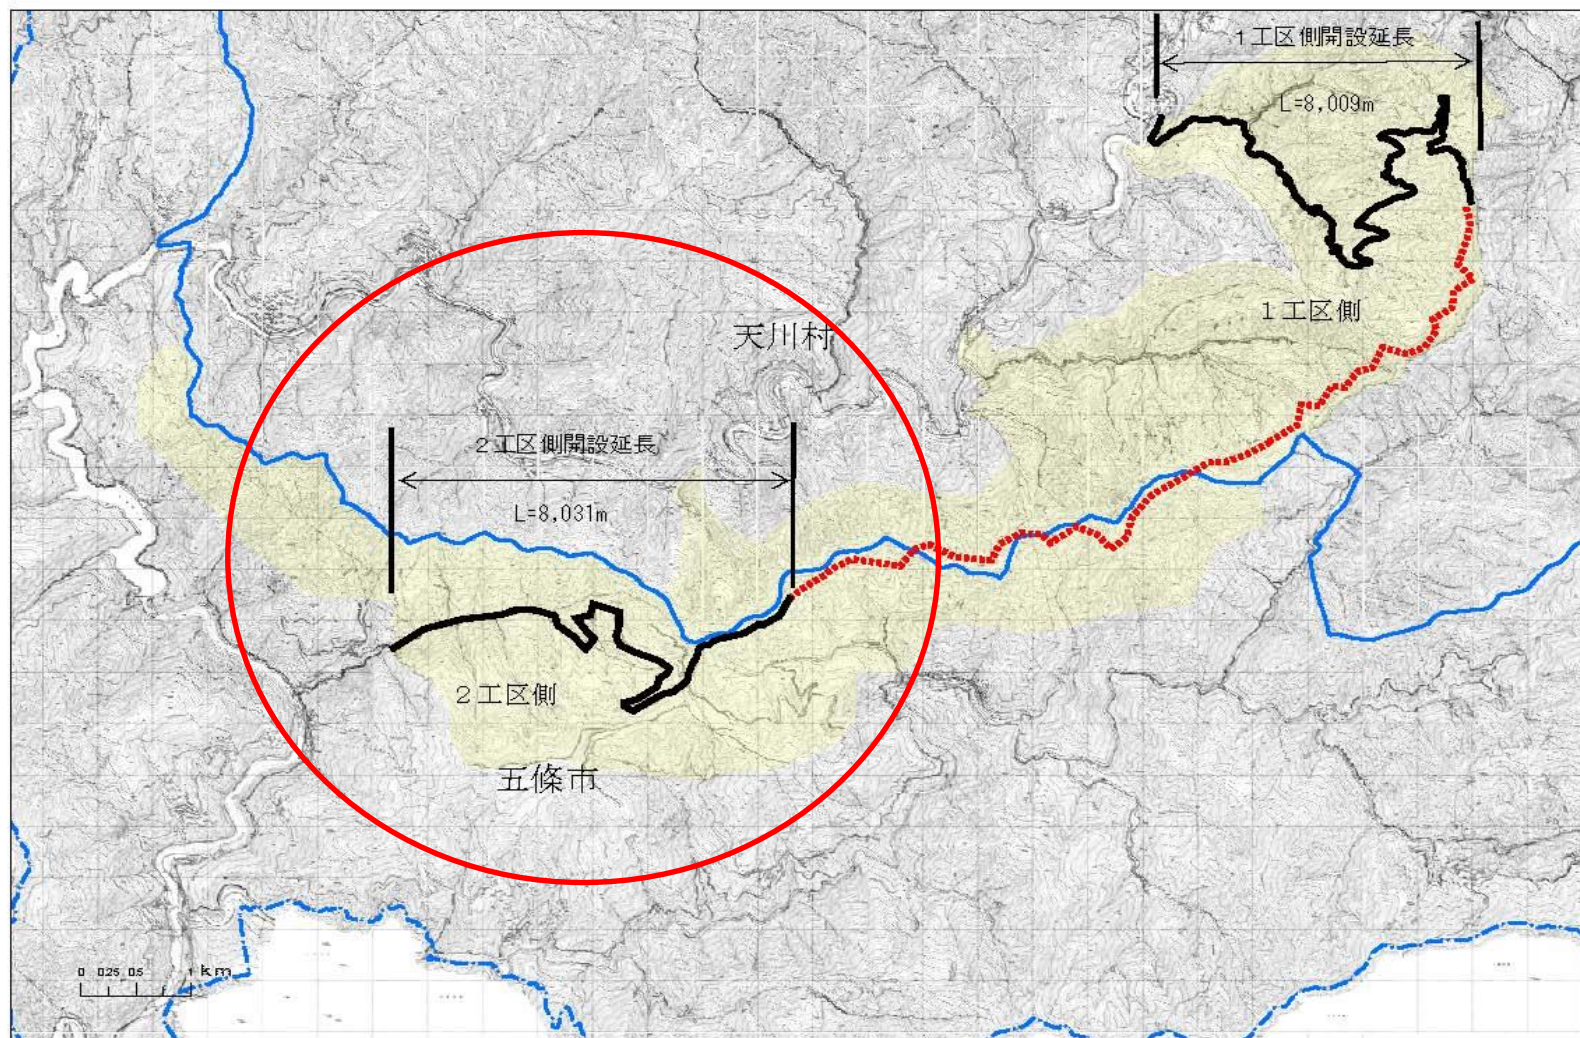 1工区側開設延長
L=8,009m
1工区側
天川村
2工区側開設延長
L=8,031m
2工区側
五條市
0 0.25 0.5 1 km